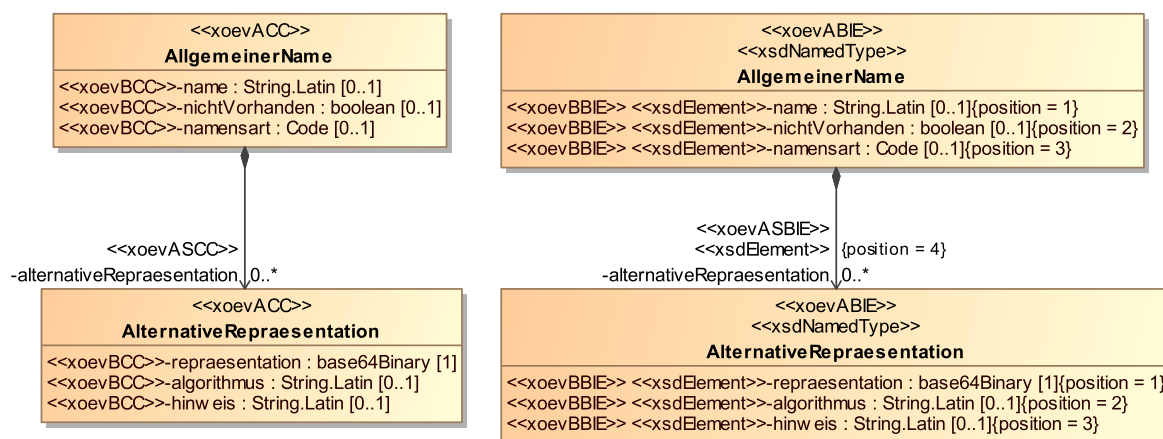 <<xoevACC>>
AllgemeinerName
<<xoevBCC>>-name : String.Latin [0..1]
<<xoevBCC>>-nichtVorhanden : boolean [0..1]
<<xoevBCC>>-namensart : Code [0..1]
<<xoevASCC>>
-alternativeRepraesentation 0..*
<<xoevACC>>
AlternativeRepraesentation
<<xoevBCC>>-repraesentation : base64Binary [1]
<<xoevBCC>>-algorithmus : String.Latin [0..1]
<<xoevBCC>>-hinweis : String.Latin [0..1]
<<xoevABIE>>
<<xsdNamedType>>
AllgemeinerName
<<xoevBBIE>> <<xsdElement>>-name : String.Latin [0..1]{position = 1}
<<xoevBBIE>> <<xsdElement>>-nichtVorhanden : boolean [0..1]{position = 2}
<<xoevBBIE>> <<xsdElement>>-namensart : Code [0..1]{position = 3}
<<xoevASBIE>>
<<xsdElement>> {position = 4}
-alternativeRepraesentation 0..*
<<xoevABIE>>
<<xsdNamedType>>
AlternativeRepraesentation
<<xoevBBIE>> <<xsdElement>>-repraesentation : base64Binary [1]{position = 1}
<<xoevBBIE>> <<xsdElement>>-algorithmus : String.Latin [0..1]{position = 2}
<<xoevBBIE>> <<xsdElement>>-hinweis : String.Latin [0..1]{position = 3}